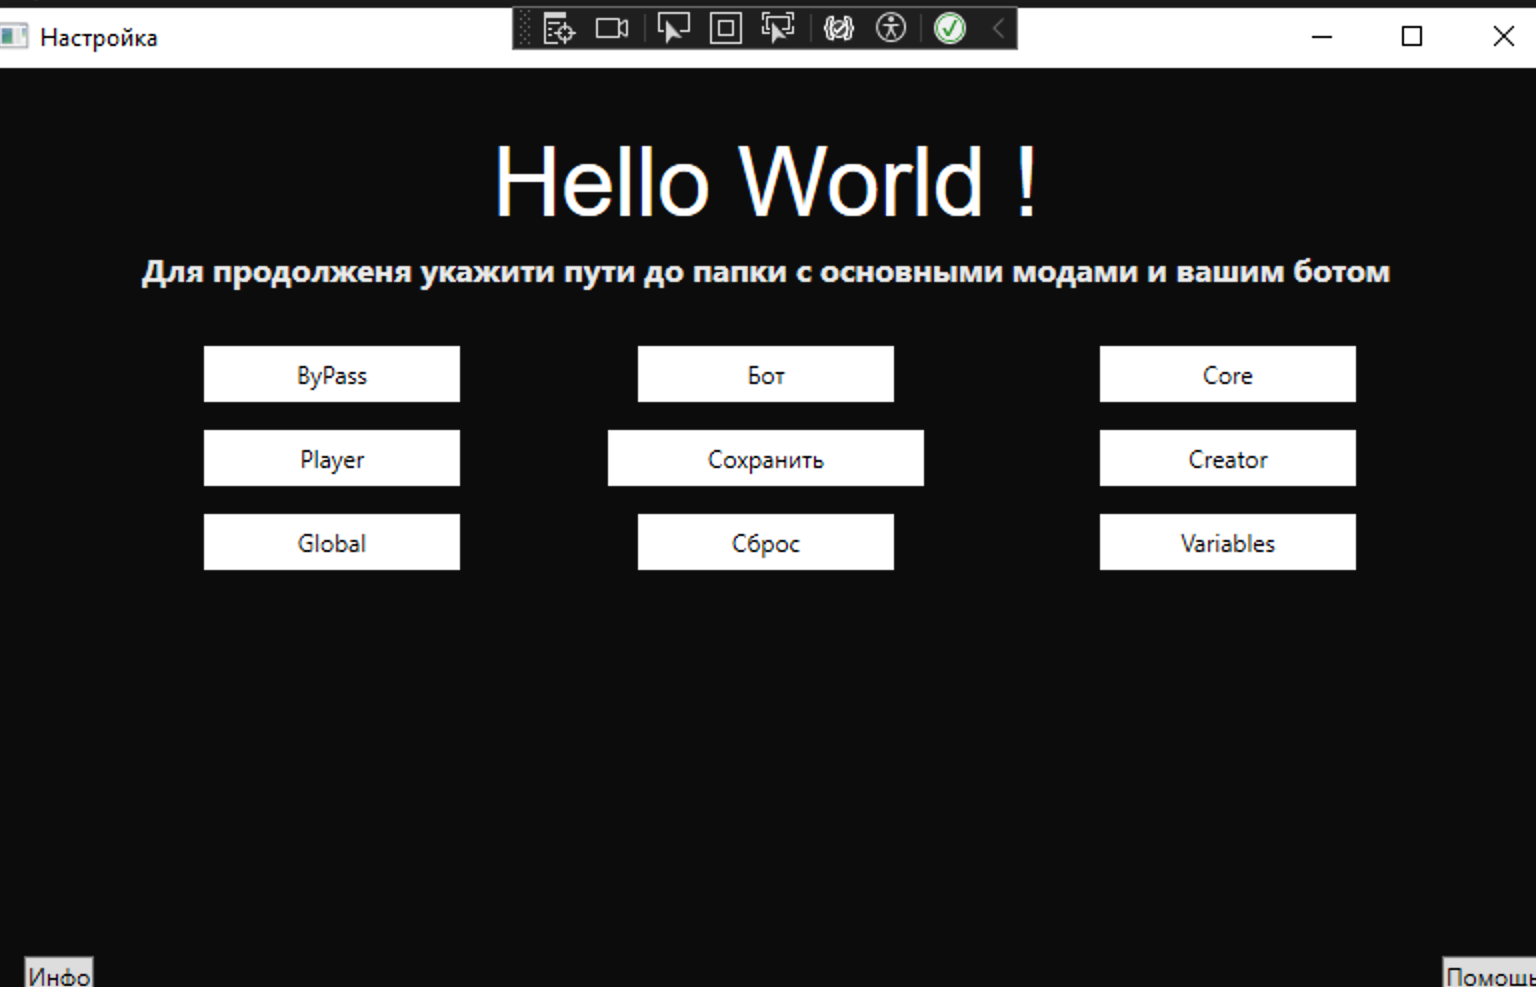 Настройка
Hello World !
Для продолженя укажити пути до папки с основными модами и вашим ботом
ByPass Бот Core
Player Сохранить Creator
Global Сброс Variables
Инфо Помощь